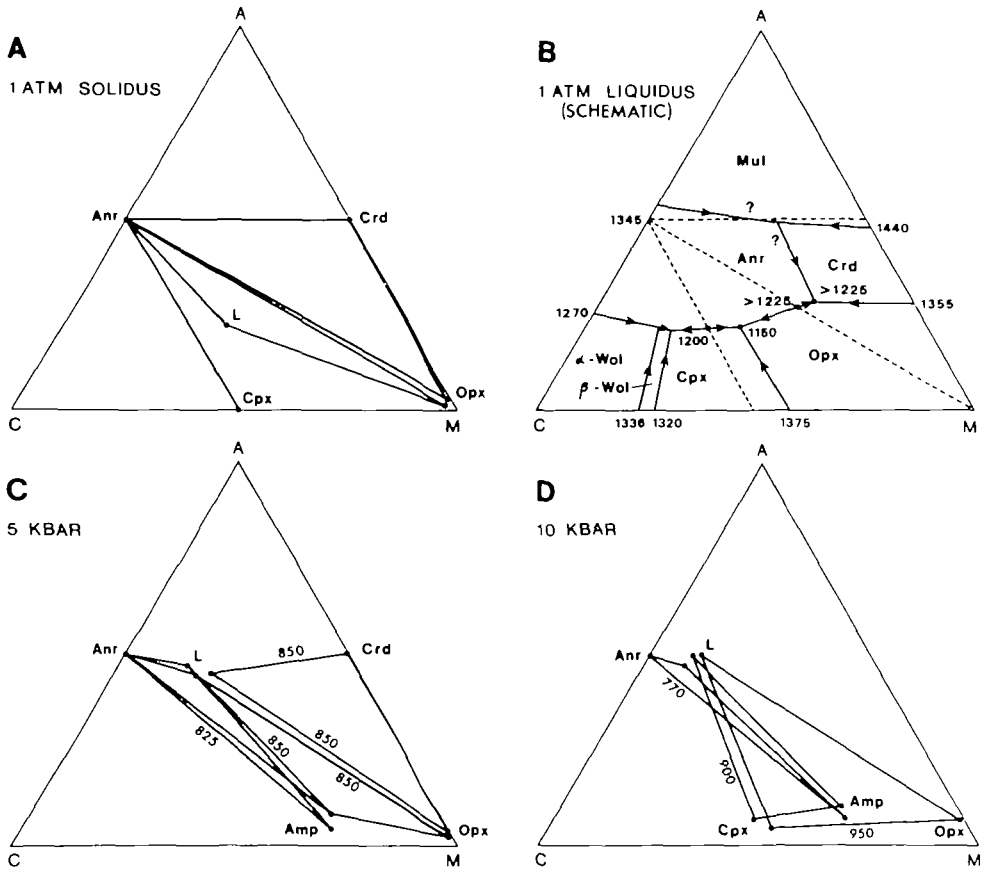 A
1 ATM SOLIDUS
A
Anr
Crd
L
Cpx
Opx
C
M
B
1 ATM LIQUIDUS
(SCHEMATIC)
A
Mul
1345
?
1440
?
Anr
Crd
>1225
>1225
1355
1270
1200
1150
α-Wol
β-Wol
Cpx
Opx
C
1336
1320
1375
M
C
5 KBAR
A
Anr
L
850
Crd
825
850
850
850
Amp
Opx
C
M
D
10 KBAR
A
Anr
L
770
900
Amp
Cpx
950
Opx
C
M